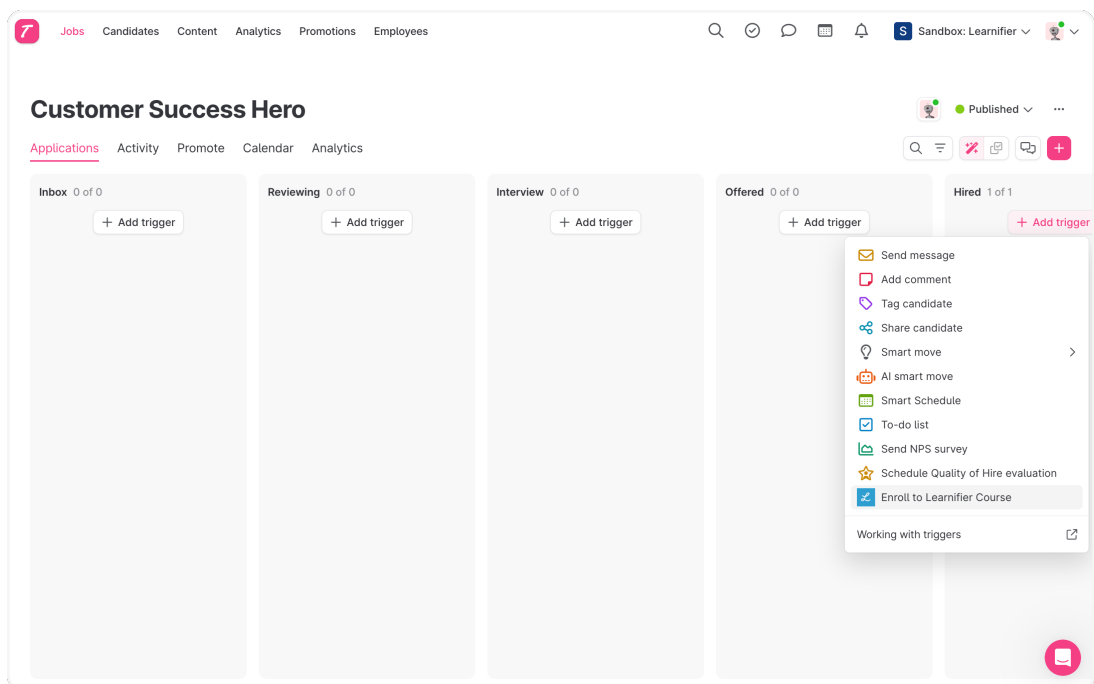 Jobs Candidates Content Analytics Promotions Employees S Sandbox: Learnifier
Customer Success Hero
Published
Applications Activity Promote Calendar Analytics
Inbox 0 of 0
Reviewing 0 of 0
Interview 0 of 0
Offered 0 of 0
Hired 1 of 1
Add trigger
Add trigger
Add trigger
Add trigger
Add trigger
Send message
Add comment
Tag candidate
Share candidate
Smart move
AI smart move
Smart Schedule
To-do list
Send NPS survey
Schedule Quality of Hire evaluation
Enroll to Learnifier Course
Working with triggers